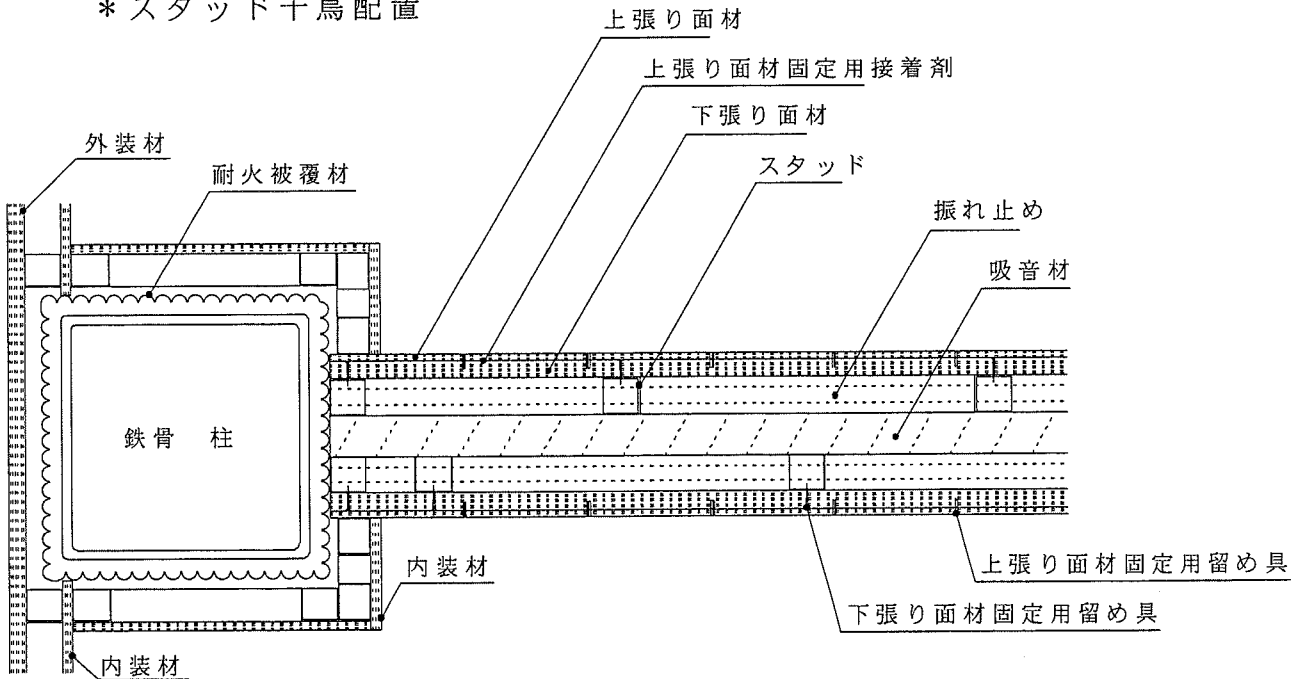 *スタッド千鳥配置
上張り面材
上張り面材固定用接着剤
下張り面材
外装材
スタッド
耐火被覆材
振れ止め
吸音材
鉄骨 柱
内装材
上張り面材固定用留め具
下張り面材固定用留め具
内装材